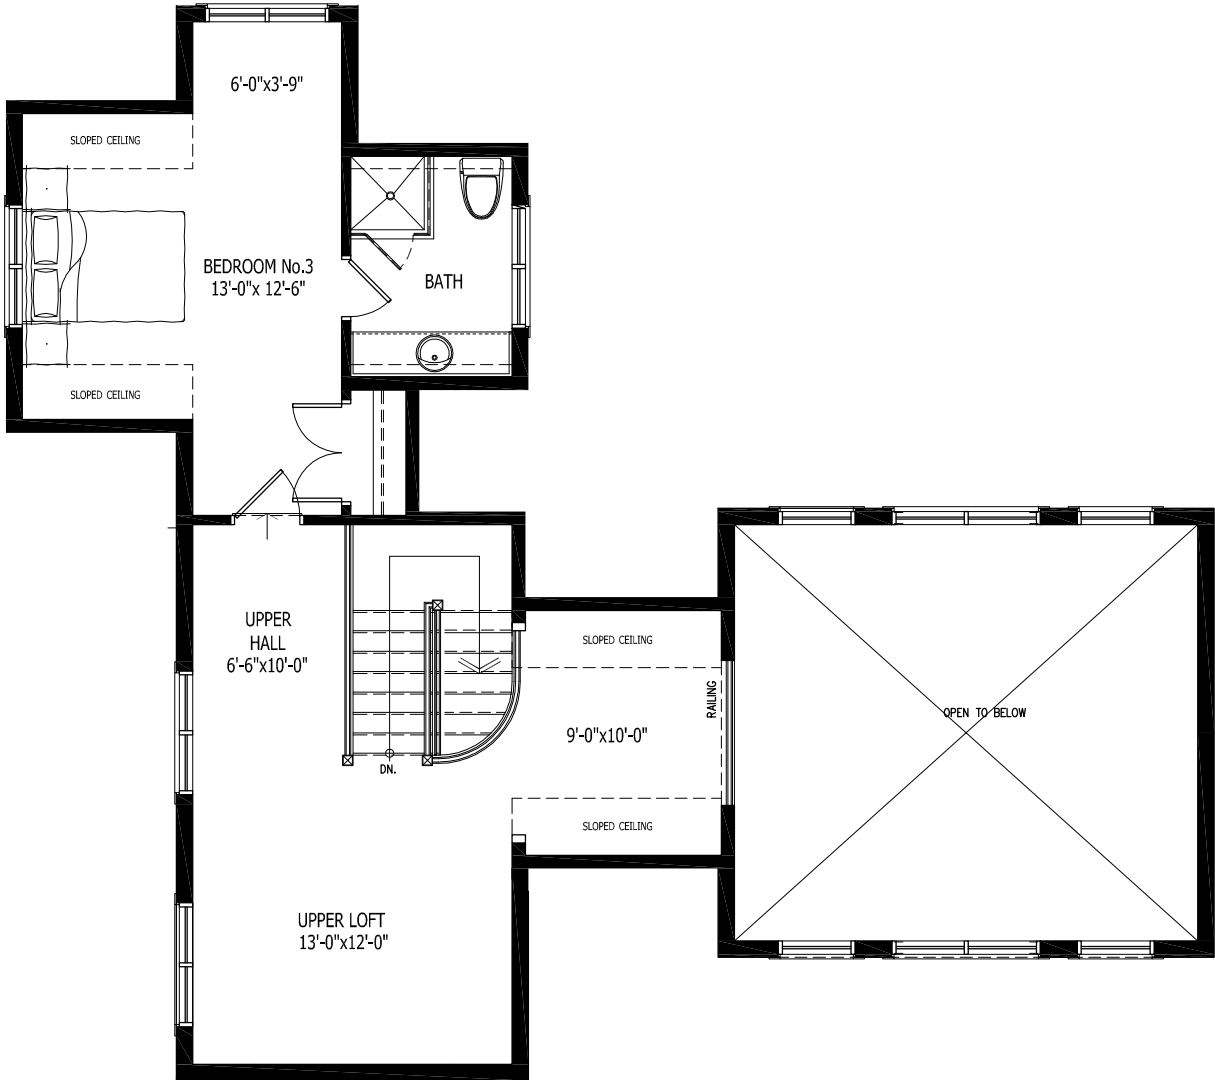 6'-0"x3'-9"
SLOPED CEILING
BEDROOM No.3
13'-0"x 12'-6"
BATH
SLOPED CEILING
UPPER
HALL
6'-6"x10'-0"
SLOPED CEILING
RAILING
9'-0"x10'-0"
OPEN TO BELOW
DN.
SLOPED CEILING
UPPER LOFT
13'-0"x12'-0"